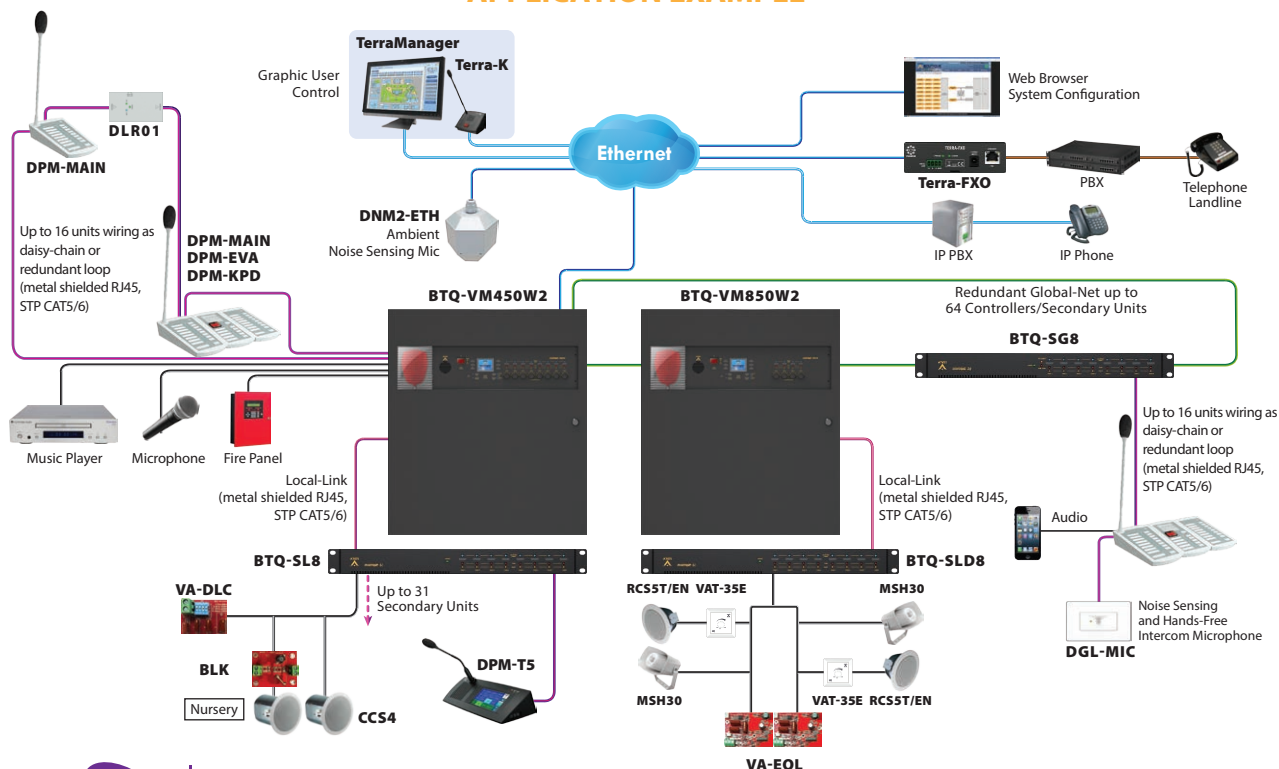 APPLICATION EXAMPLE
TerraManager
Terra-K
Graphic User
Control
Web Browser
System Configuration
DLR01
DPM-MAIN
Ethernet
TERRA-FXO
Terra-FXO
PBX
Telephone
Landline
DNM2-ETH
Ambient
Noise Sensing Mic
IP PBX
IP Phone
Up to 16 units wiring as
daisy-chain or
redundant loop
(metal shielded RJ45,
STP CAT5/6)
DPM-MAIN
DPM-EVA
DPM-KPD
BTQ-VM450W2
BTQ-VM850W2
Redundant Global-Net up to
64 Controllers/Secondary Units
BTQ-SG8
Music Player
Microphone
Fire Panel
Up to 16 units wiring as
daisy-chain or
redundant loop
(metal shielded RJ45,
STP CAT5/6)
Local-Link
(metal shielded RJ45,
STP CAT5/6)
Local-Link
(metal shielded RJ45,
STP CAT5/6)
Audio
BTQ-SL8
BTQ-SLD8
VA-DLC
Up to 31
Secondary Units
RCS5T/EN
VAT-35E
MSH30
Noise Sensing
and Hands-Free
Intercom Microphone
DGL-MIC
BLK
DPM-T5
Nursery
CCS4
MSH30
VAT-35E
RCS5T/EN
VA-EOL